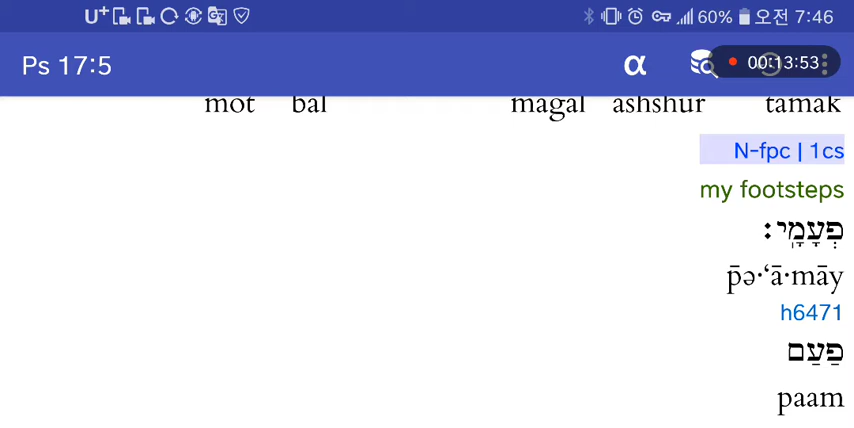 U+ 60% 오전 7:46
Ps 17:5 α 00:13:53
mot bal magal ashshur tamak
N-fpc | 1cs
my footsteps
פְעָמָֽי׃
p̄ə·‘ā·māy
h6471
פַּעַם
paam